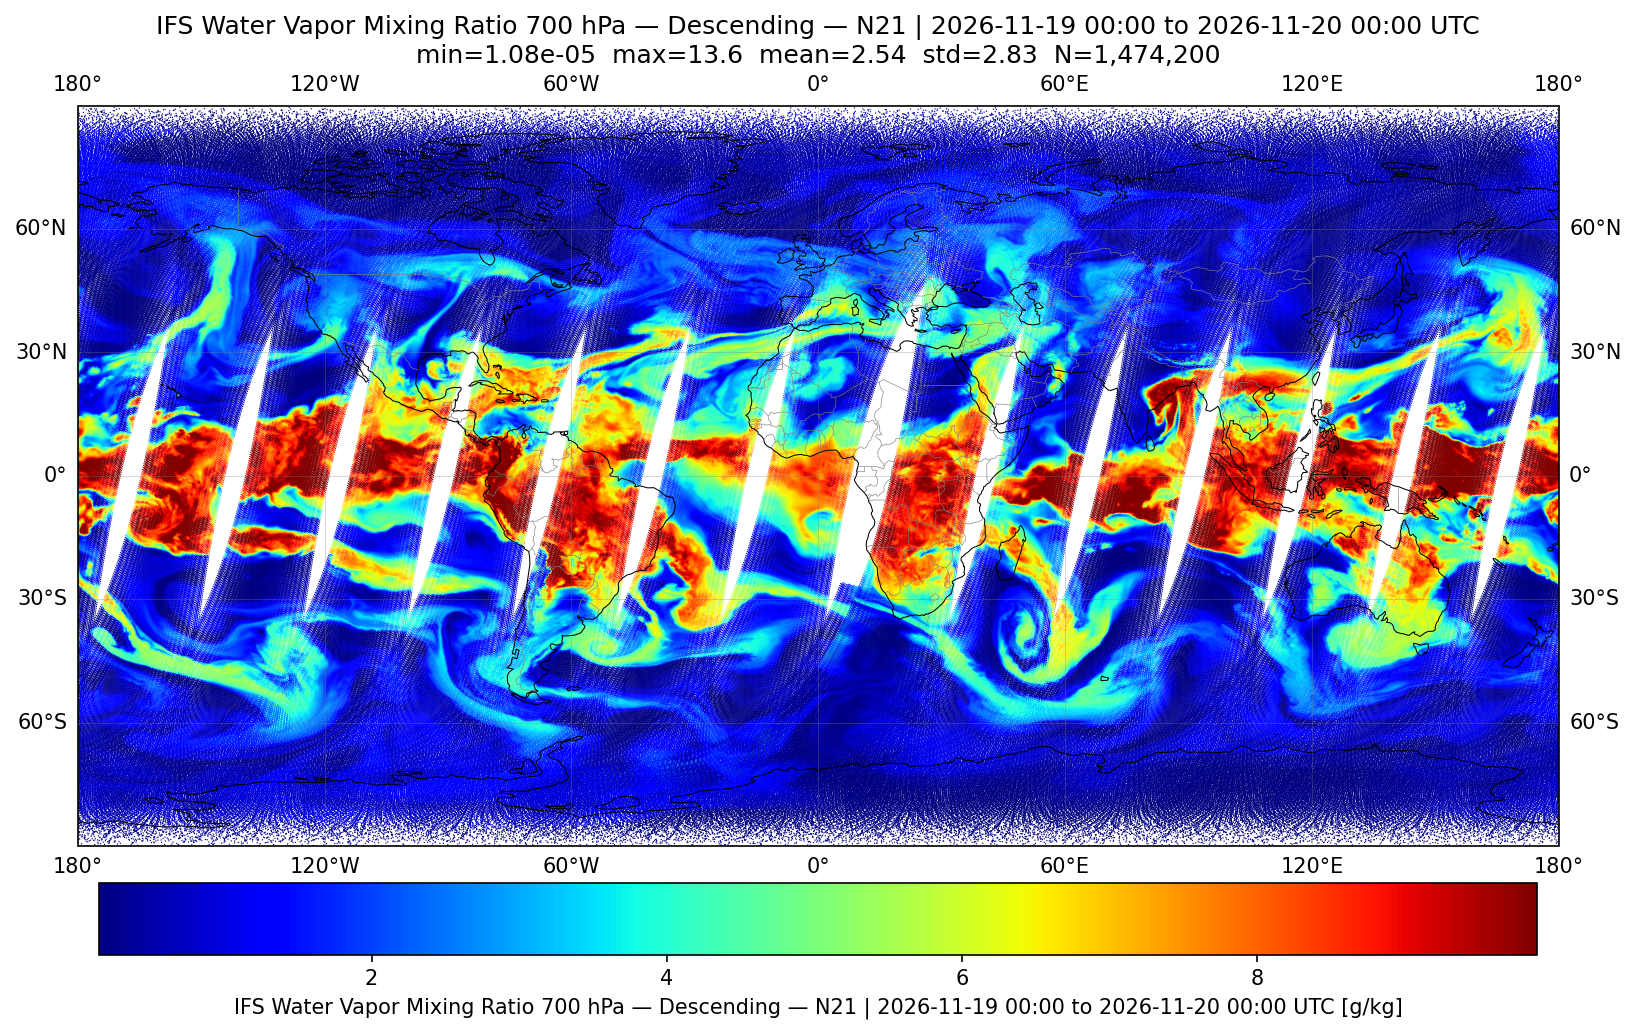 IFS Water Vapor Mixing Ratio 700 hPa — Descending — N21 | 2026-11-19 00:00 to 2026-11-20 00:00 UTC
min=1.08e-05 max=13.6 mean=2.54 std=2.83 N=1,474,200
180° 120°W 60°W 0° 60°E 120°E 180°
60°N 60°N
30°N 30°N
0° 0°
30°S 30°S
60°S 60°S
180° 120°W 60°W 0° 60°E 120°E 180°
2 4 6 8
IFS Water Vapor Mixing Ratio 700 hPa — Descending — N21 | 2026-11-19 00:00 to 2026-11-20 00:00 UTC [g/kg]